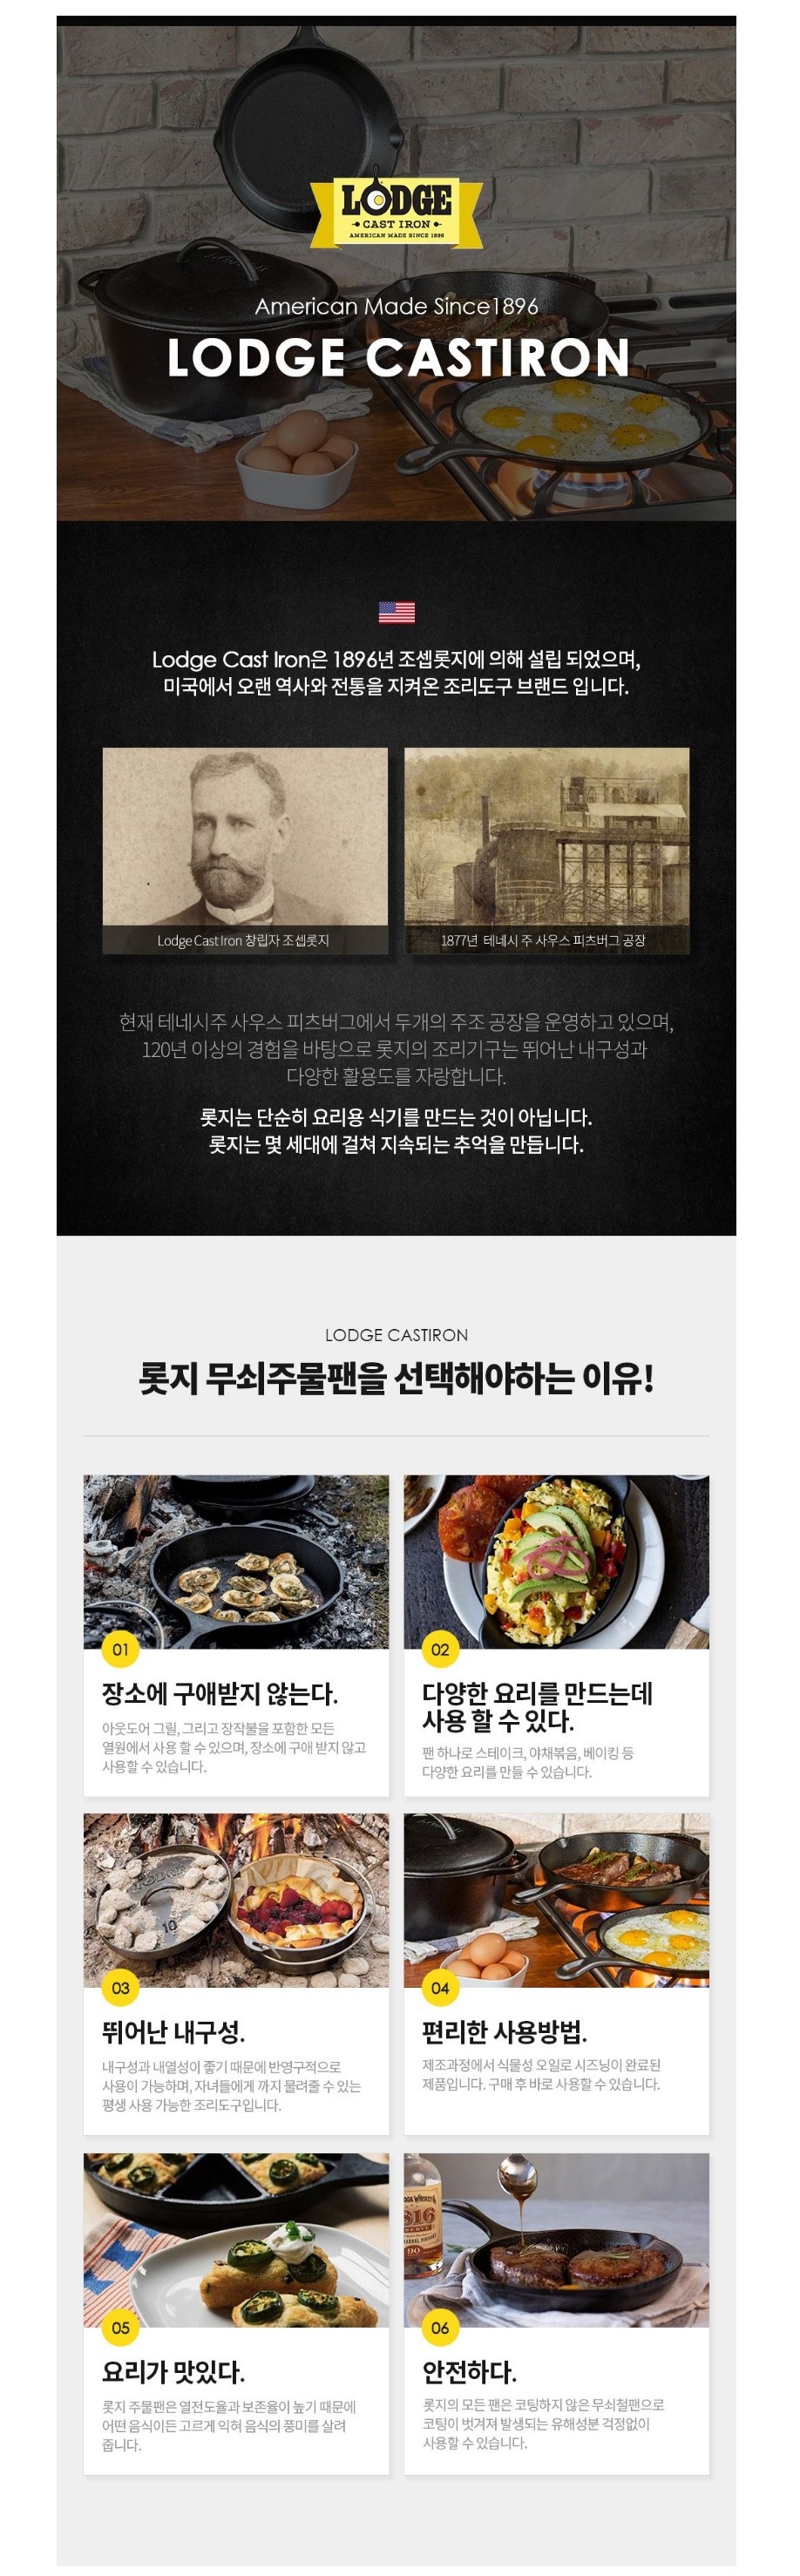 LODGE
CAST IRON
AMERICAN MADE SINCE 1896
American Made Since1896
LODGE CASTIRON
Lodge Cast Iron은 1896년 조셉롯지에 의해 설립 되었으며,
미국에서 오랜 역사와 전통을 지켜온 조리도구 브랜드 입니다.
Lodge Cast Iron 창립자 조셉롯지
1877년 테네시 주 사우스 피츠버그 공장
현재 테네시주 사우스 피츠버그에서 두개의 주조 공장을 운영하고 있으며,
120년 이상의 경험을 바탕으로 롯지의 조리기구는 뛰어난 내구성과
다양한 활용도를 자랑합니다.
롯지는 단순히 요리용 식기를 만드는 것이 아닙니다.
롯지는 몇 세대에 걸쳐 지속되는 추억을 만듭니다.
LODGE CASTIRON
롯지 무쇠주물팬을 선택해야하는 이유!
01
장소에 구애받지 않는다.
아웃도어 그릴, 그리고 장작불을 포함한 모든
열원에서 사용 할 수 있으며, 장소에 구애 받지 않고
사용할 수 있습니다.
02
다양한 요리를 만드는데
사용 할 수 있다.
팬 하나로 스테이크, 야채볶음, 베이킹 등
다양한 요리를 만들 수 있습니다.
LODGE
10
03
뛰어난 내구성.
내구성과 내열성이 좋기 때문에 반영구적으로
사용이 가능하며, 자녀들에게 까지 물려줄 수 있는
평생 사용 가능한 조리도구입니다.
04
편리한 사용방법.
제조과정에서 식물성 오일로 시즈닝이 완료된
제품입니다. 구매 후 바로 사용할 수 있습니다.
05
요리가 맛있다.
롯지 주물팬은 열전도율과 보존율이 높기 때문에
어떤 음식이든 고르게 익혀 음식의 풍미를 살려
줍니다.
816
90
06
안전하다.
롯지의 모든 팬은 코팅하지 않은 무쇠철팬으로
코팅이 벗겨져 발생되는 유해성분 걱정없이
사용할 수 있습니다.